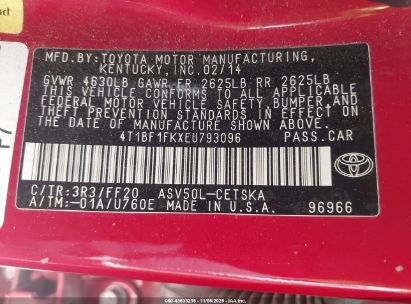 MFD.BY:TOYOTA MOTOR MANUFACTURING,
KENTUCKY, INC. 02/14
GVWR 4630LB GAWR FR 2625LB RR 2625LB
THIS VEHICLE CONFORMS TO ALL APPLICABLE
FEDERAL MOTOR VEHICLE SAFETY, BUMPER, AND
THEFT PREVENTION STANDARDS IN EFFECT ON
THE DATE OF MANUFACTURE SHOWN ABOVE.
4T1BF1FKXEU793096 PASS.CAR
TOYOTA
C/TR:3R3/FF20 ASV50L-CETSKA
A/TM:-01A/U760E MADE IN U.S.A. 96966